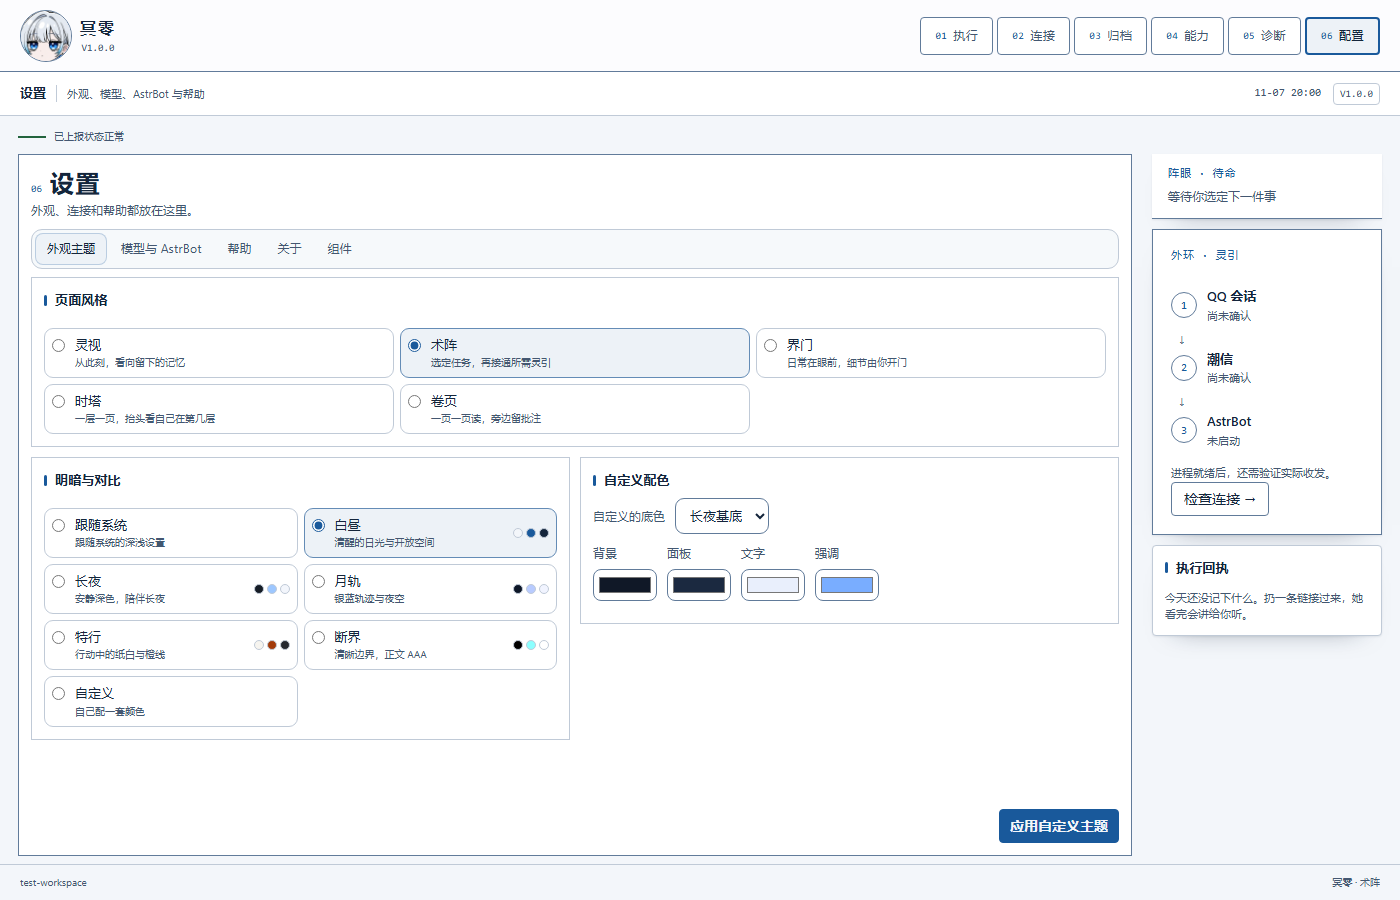 冥零
V1.0.0
01 执行
02 连接
03 归档
04 能力
05 诊断
06 配置
设置
外观、模型、AstrBot 与帮助
11-07 20:00
V1.0.0
已上报状态正常
06 设置
外观、连接和帮助都放在这里。
外观主题
模型与 AstrBot
帮助
关于
组件
页面风格
灵视
从此刻，看向留下的记忆
术阵
选定任务，再接通所需灵引
界门
日常在眼前，细节由你开门
时塔
一层一页，抬头看自己在第几层
卷页
一页一页读，旁边留批注
明暗与对比
跟随系统
跟随系统的深浅设置
白昼
清醒的日光与开放空间
长夜
安静深色，陪伴长夜
月轨
银蓝轨迹与夜空
特行
行动中的纸白与橙线
断界
清晰边界，正文 AAA
自定义
自己配一套颜色
自定义配色
自定义的底色
长夜基底
背景
面板
文字
强调
应用自定义主题
阵眼 · 待命
等待你选定下一件事
外环 · 灵引
1
QQ 会话
尚未确认
↓
2
潮信
尚未确认
↓
3
AstrBot
未启动
进程就绪后，还需验证实际收发。
检查连接 →
执行回执
今天还没记下什么。扔一条链接过来，她
看完会讲给你听。
test-workspace
冥零 · 术阵